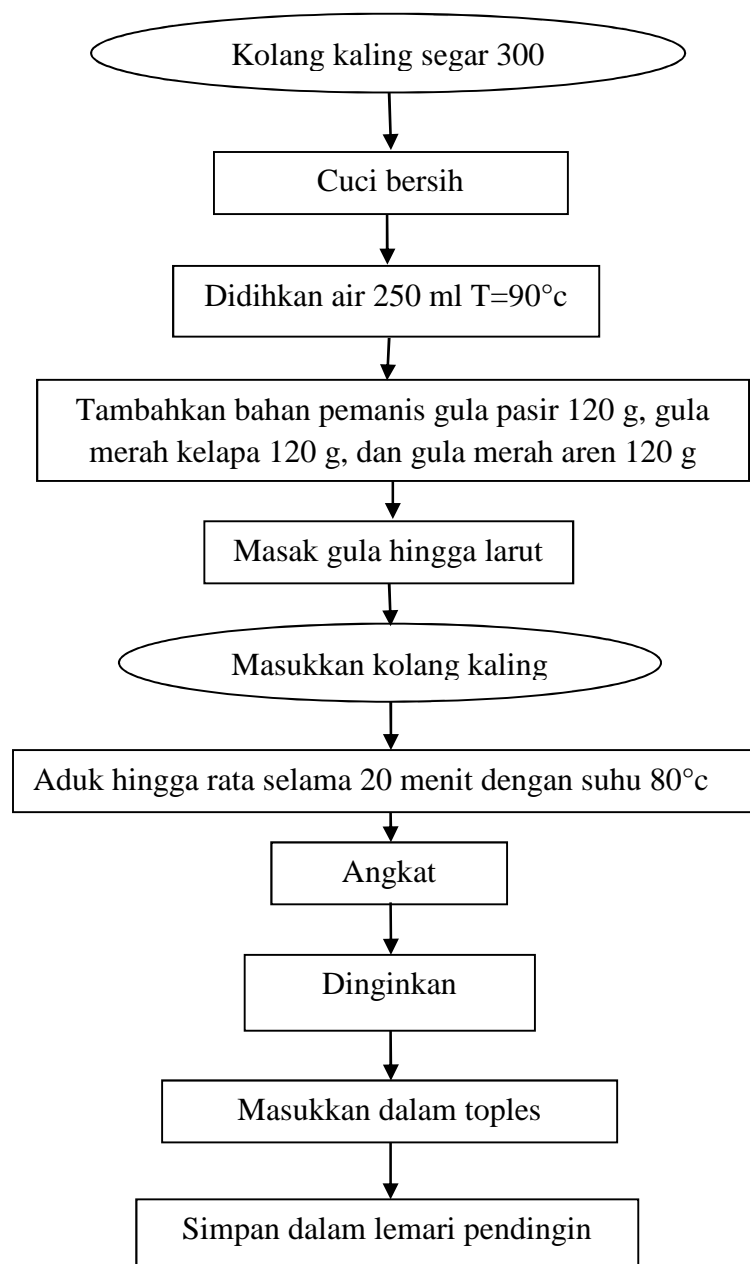 Kolang kaling segar 300
Cuci bersih
Didihkan air 250 ml T=90°c
Tambahkan bahan pemanis gula pasir 120 g, gula
merah kelapa 120 g, dan gula merah aren 120 g
Masak gula hingga larut
Masukkan kolang kaling
Aduk hingga rata selama 20 menit dengan suhu 80°c
Angkat
Dinginkan
Masukkan dalam toples
Simpan dalam lemari pendingin